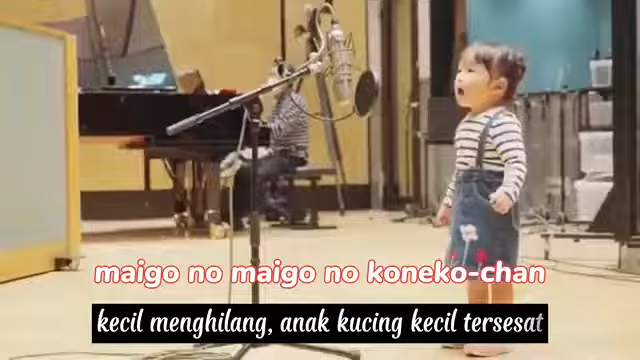 maigo no maigo no koneko-chan
kecil menghilang, anak kucing kecil tersesat